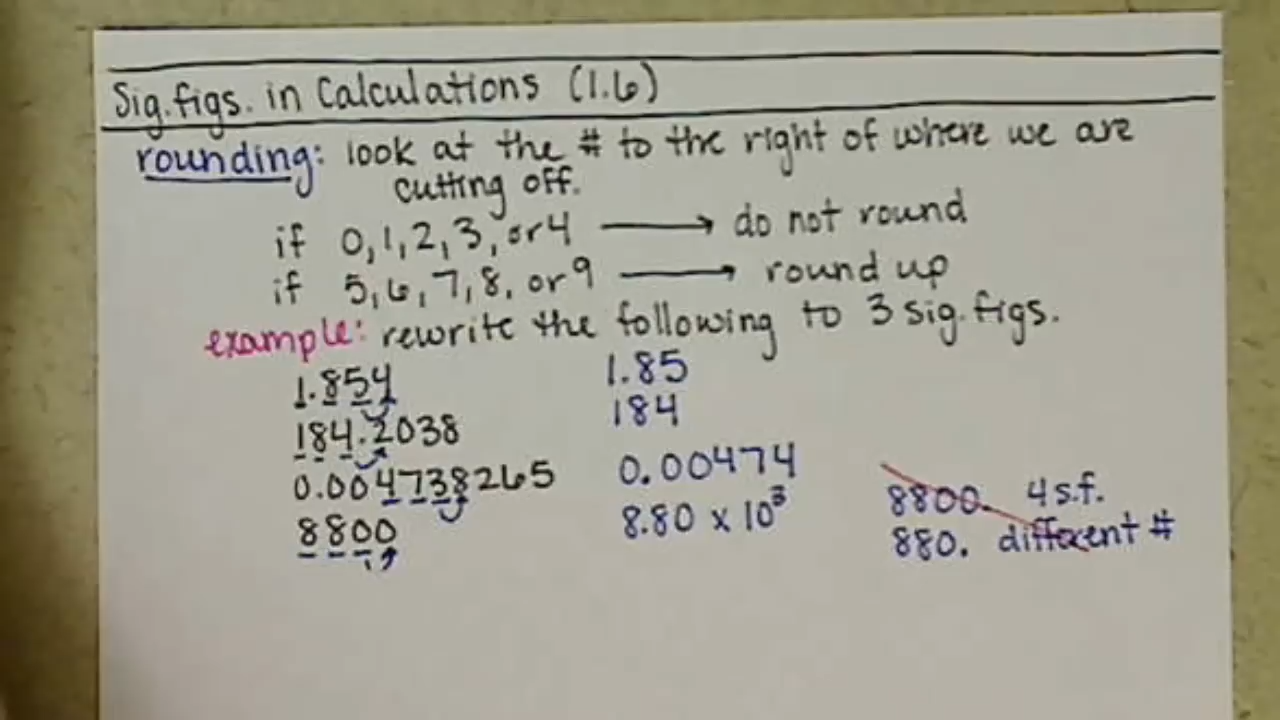 Sig.figs. in Calculations (1.6)
rounding: look at the # to the right of where we are
cutting off.
if 0,1,2,3, or 4 → do not round
if 5,6,7,8, or 9 → round up
example: rewrite the following to 3 sig.figs.
1.854 1.85
184.2038 184
0.004738265 0.00474
8800 8.80 x 10³
8800. 4 s.f.
880. different #